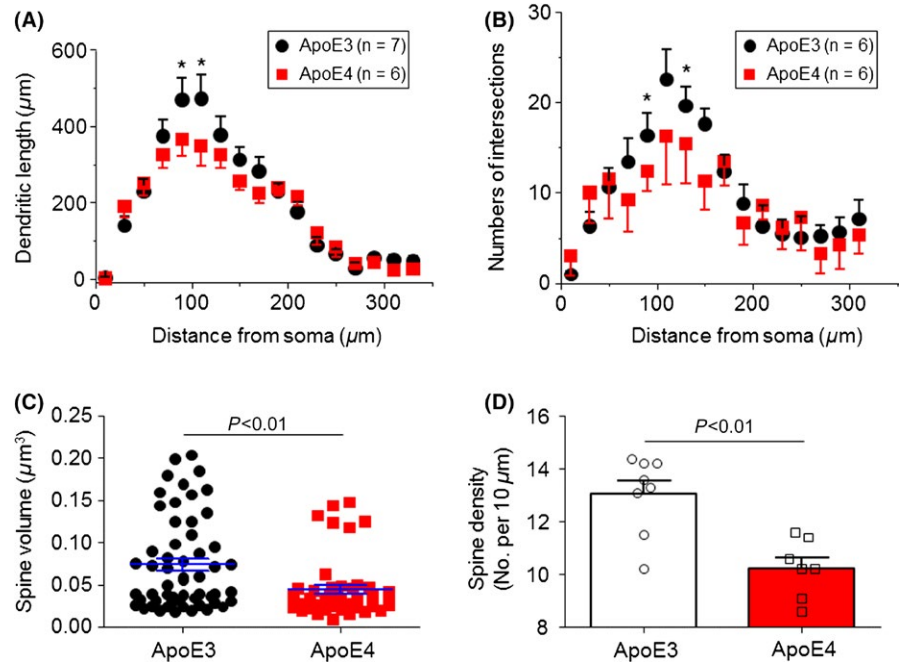 (A)
600
400
200
0
Dendritic length (µm)
* *
ApoE3 (n = 7)
ApoE4 (n = 6)
0 100 200 300
Distance from soma (µm)
(B)
30
20
10
0
Numbers of intersections
* *
ApoE3 (n = 6)
ApoE4 (n = 6)
0 100 200 300
Distance from soma (µm)
(C)
0.25
0.20
0.15
0.10
0.05
0.00
Spine volume (µm³)
P<0.01
ApoE3 ApoE4
(D)
16
14
12
10
8
Spine density
(No. per 10 µm)
P<0.01
ApoE3 ApoE4